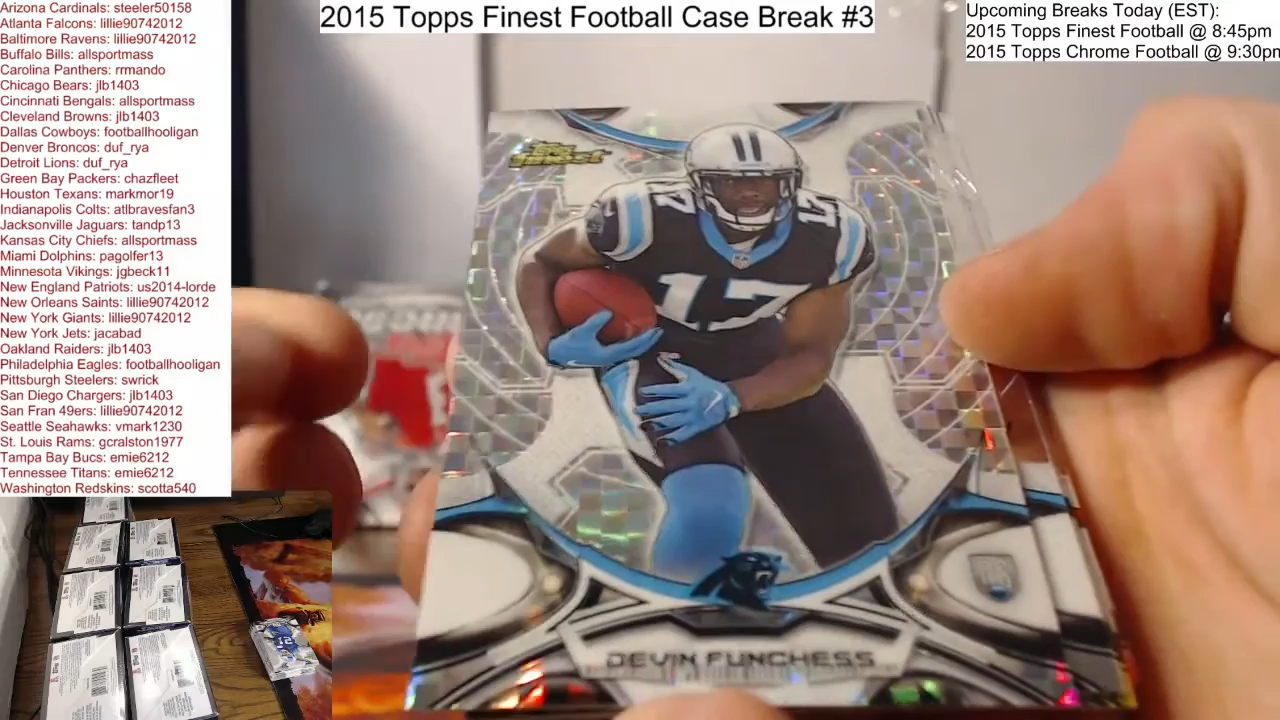 Arizona Cardinals: steeler50158
Atlanta Falcons: lillie90742012
Baltimore Ravens: lillie90742012
Buffalo Bills: allsportmass
Carolina Panthers: rrmando
Chicago Bears: jlb1403
Cincinnati Bengals: allsportmass
Cleveland Browns: jlb1403
Dallas Cowboys: footballhooligan
Denver Broncos: duf_rya
Detroit Lions: duf_rya
Green Bay Packers: chazfleet
Houston Texans: markmor19
Indianapolis Colts: atlbravesfan3
Jacksonville Jaguars: tandp13
Kansas City Chiefs: allsportmass
Miami Dolphins: pagolfer13
Minnesota Vikings: jgbeck11
New England Patriots: us2014-lorde
New Orleans Saints: lillie90742012
New York Giants: lillie90742012
New York Jets: jacabad
Oakland Raiders: jlb1403
Philadelphia Eagles: footballhooligan
Pittsburgh Steelers: swrick
San Diego Chargers: jlb1403
San Fran 49ers: lillie90742012
Seattle Seahawks: vmark1230
St. Louis Rams: gcralston1977
Tampa Bay Bucs: emie6212
Tennessee Titans: emie6212
Washington Redskins: scotta540
2015 Topps Finest Football Case Break #3
Upcoming Breaks Today (EST):
2015 Topps Finest Football @ 8:45pm
2015 Topps Chrome Football @ 9:30pm
17
17
17
DEVIN FUNCHESS